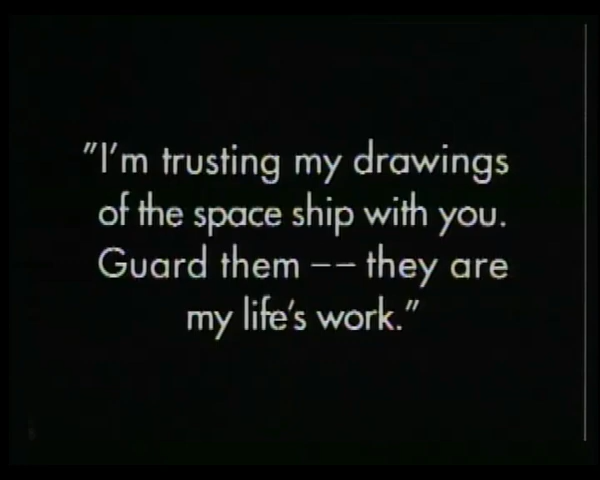 "I'm trusting my drawings
of the space ship with you.
Guard them -- they are
my life's work."